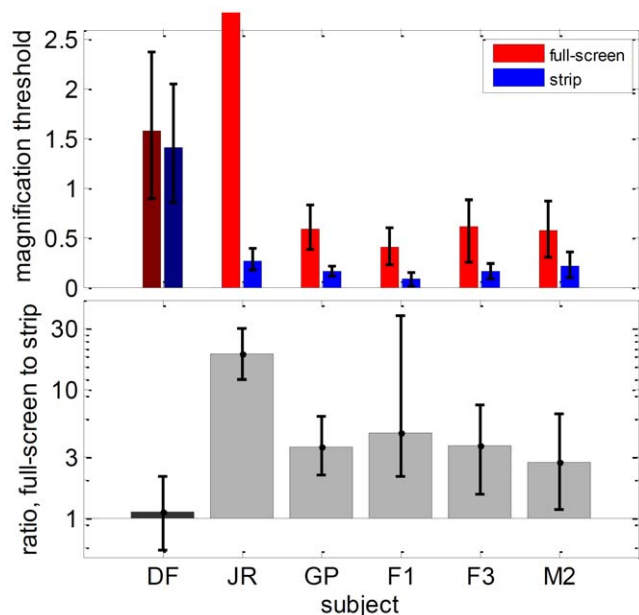 magnification threshold
2.5
2
1.5
1
0.5
0
full-screen
strip
ratio, full-screen to strip
30
10
3
1
DF JR GP F1 F3 M2
subject